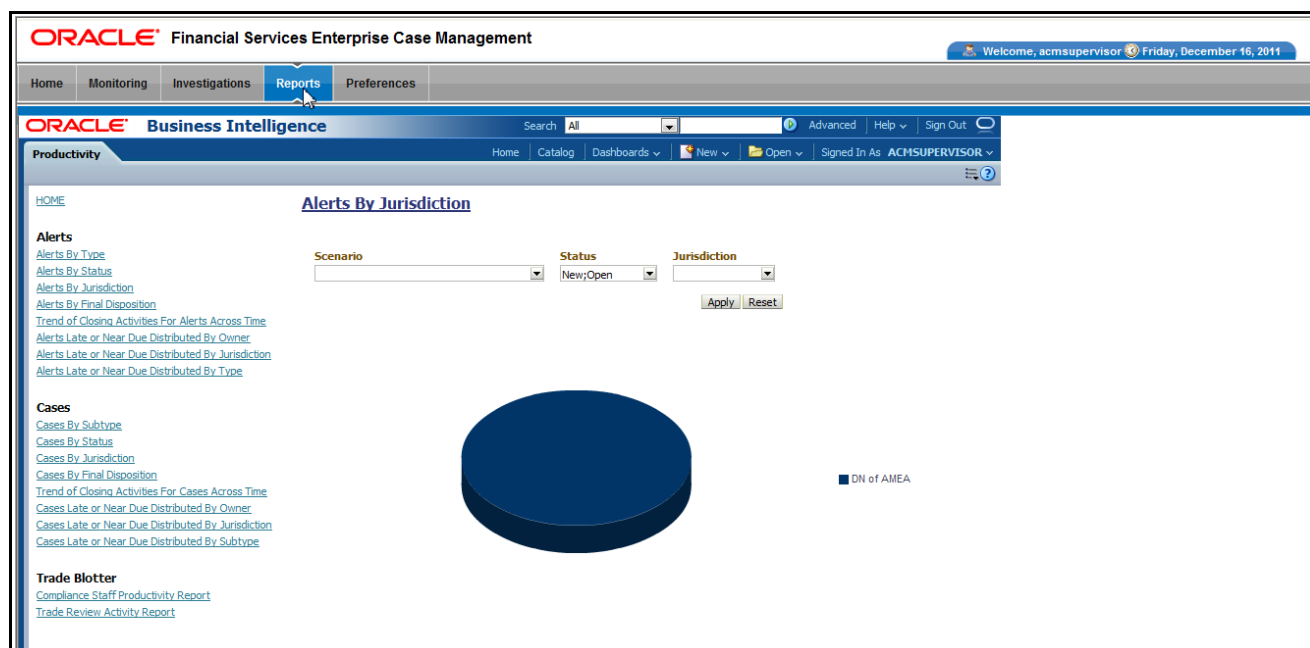 ORACLE® Financial Services Enterprise Case Management
Welcome, acmsupervisor Friday, December 16, 2011
Home Monitoring Investigations Reports Preferences
ORACLE® Business Intelligence
Search All Advanced Help Sign Out
Productivity
Home Catalog Dashboards New Open Signed In As ACMSUPERVISOR
HOME
Alerts
Alerts By Type
Alerts By Status
Alerts By Jurisdiction
Alerts By Final Disposition
Trend of Closing Activities For Alerts Across Time
Alerts Late or Near Due Distributed By Owner
Alerts Late or Near Due Distributed By Jurisdiction
Alerts Late or Near Due Distributed By Type
Cases
Cases By Subtype
Cases By Status
Cases By Jurisdiction
Cases By Final Disposition
Trend of Closing Activities For Cases Across Time
Cases Late or Near Due Distributed By Owner
Cases Late or Near Due Distributed By Jurisdiction
Cases Late or Near Due Distributed By Subtype
Trade Blotter
Compliance Staff Productivity Report
Trade Review Activity Report
Alerts By Jurisdiction
Scenario Status Jurisdiction
New;Open
Apply Reset
DN of AMEA